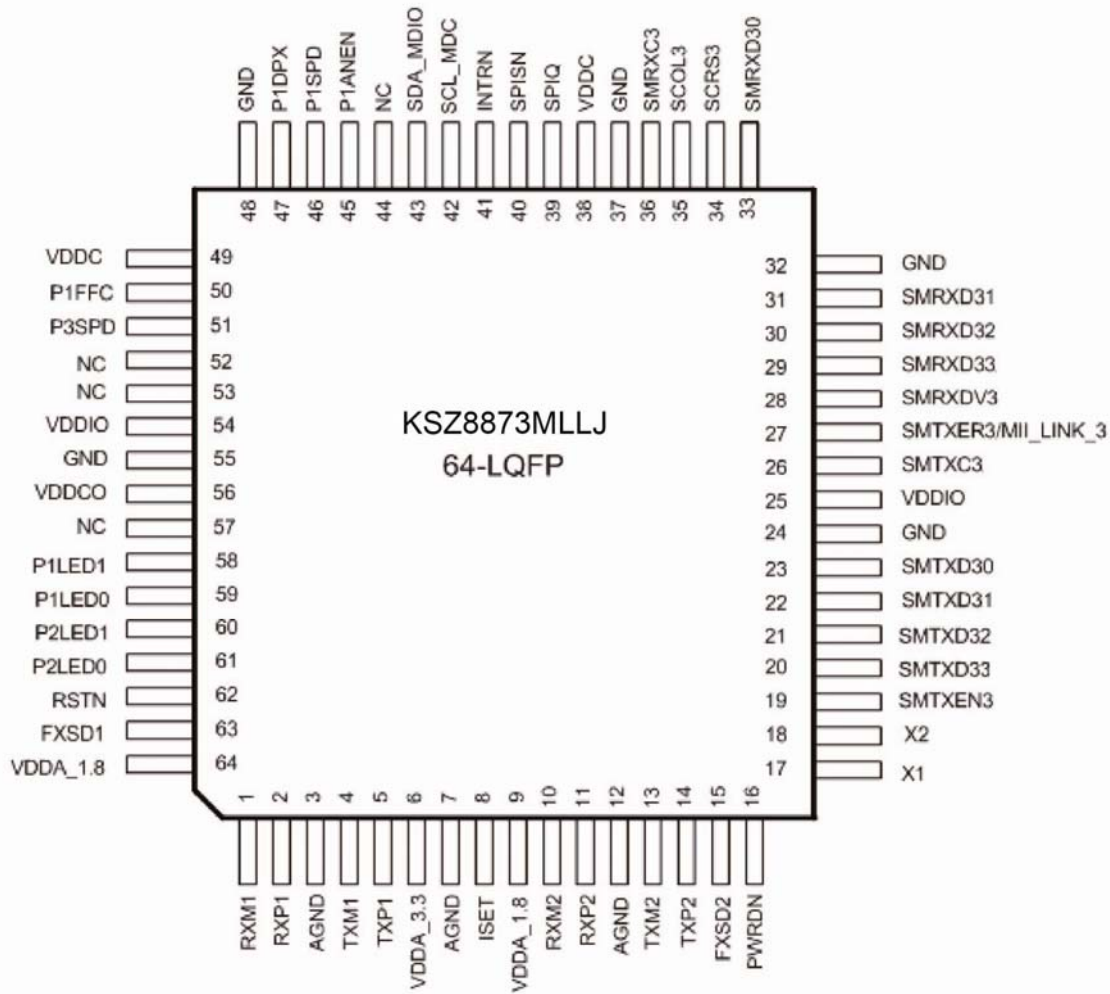 GND P1DPX P1SPD P1ANEN NC SDA_MDIO SCL_MDC INTRN SPISN SPIQ VDDC GND SMRXC3 SCOL3 SCRS3 SMRXD30
48 47 46 45 44 43 42 41 40 39 38 37 36 35 34 33
VDDC 49
P1FFC 50
P3SPD 51
NC 52
NC 53
VDDIO 54
GND 55
VDDCO 56
NC 57
P1LED1 58
P1LED0 59
P2LED1 60
P2LED0 61
RSTN 62
FXSD1 63
VDDA_1.8 64
KSZ8873MLLJ
64-LQFP
32 GND
31 SMRXD31
30 SMRXD32
29 SMRXD33
28 SMRXDV3
27 SMTXER3/MII_LINK_3
26 SMTXC3
25 VDDIO
24 GND
23 SMTXD30
22 SMTXD31
21 SMTXD32
20 SMTXD33
19 SMTXEN3
18 X2
17 X1
1 2 3 4 5 6 7 8 9 10 11 12 13 14 15 16
RXM1 RXP1 AGND TXM1 TXP1 VDDA_3.3 AGND ISET VDDA_1.8 RXM2 RXP2 AGND TXM2 TXP2 FXSD2 PWRDN